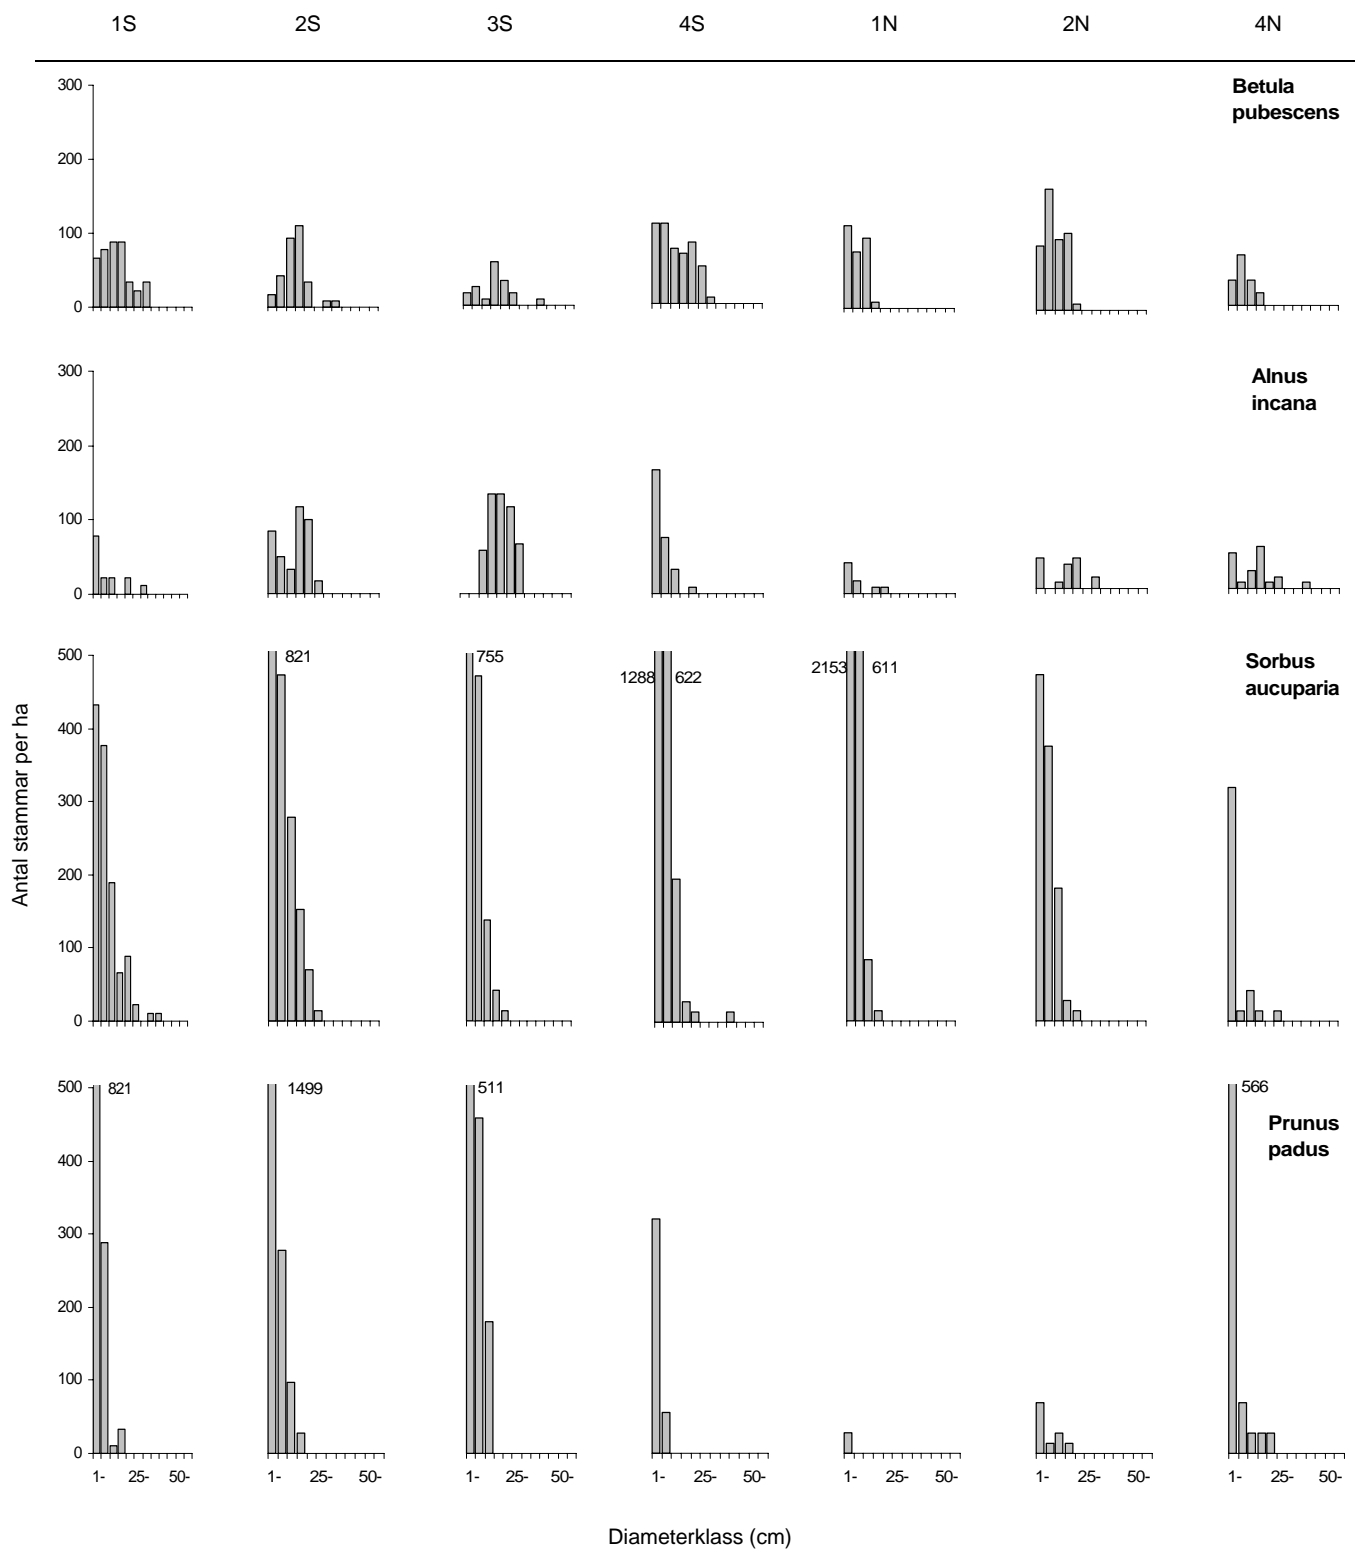 1S 2S 3S 4S 1N 2N 4N
300
200
100
0
Betula
pubescens
300
200
100
0
Alnus
incana
500
400
300
200
100
0
821
755
1288
622
2153
611
Sorbus
aucuparia
Antal stammar per ha
500
400
300
200
100
0
821
1499
511
566
Prunus
padus
1- 25- 50- 1- 25- 50- 1- 25- 50- 1- 25- 50- 1- 25- 50- 1- 25- 50- 1- 25- 50-
Diameterklass (cm)